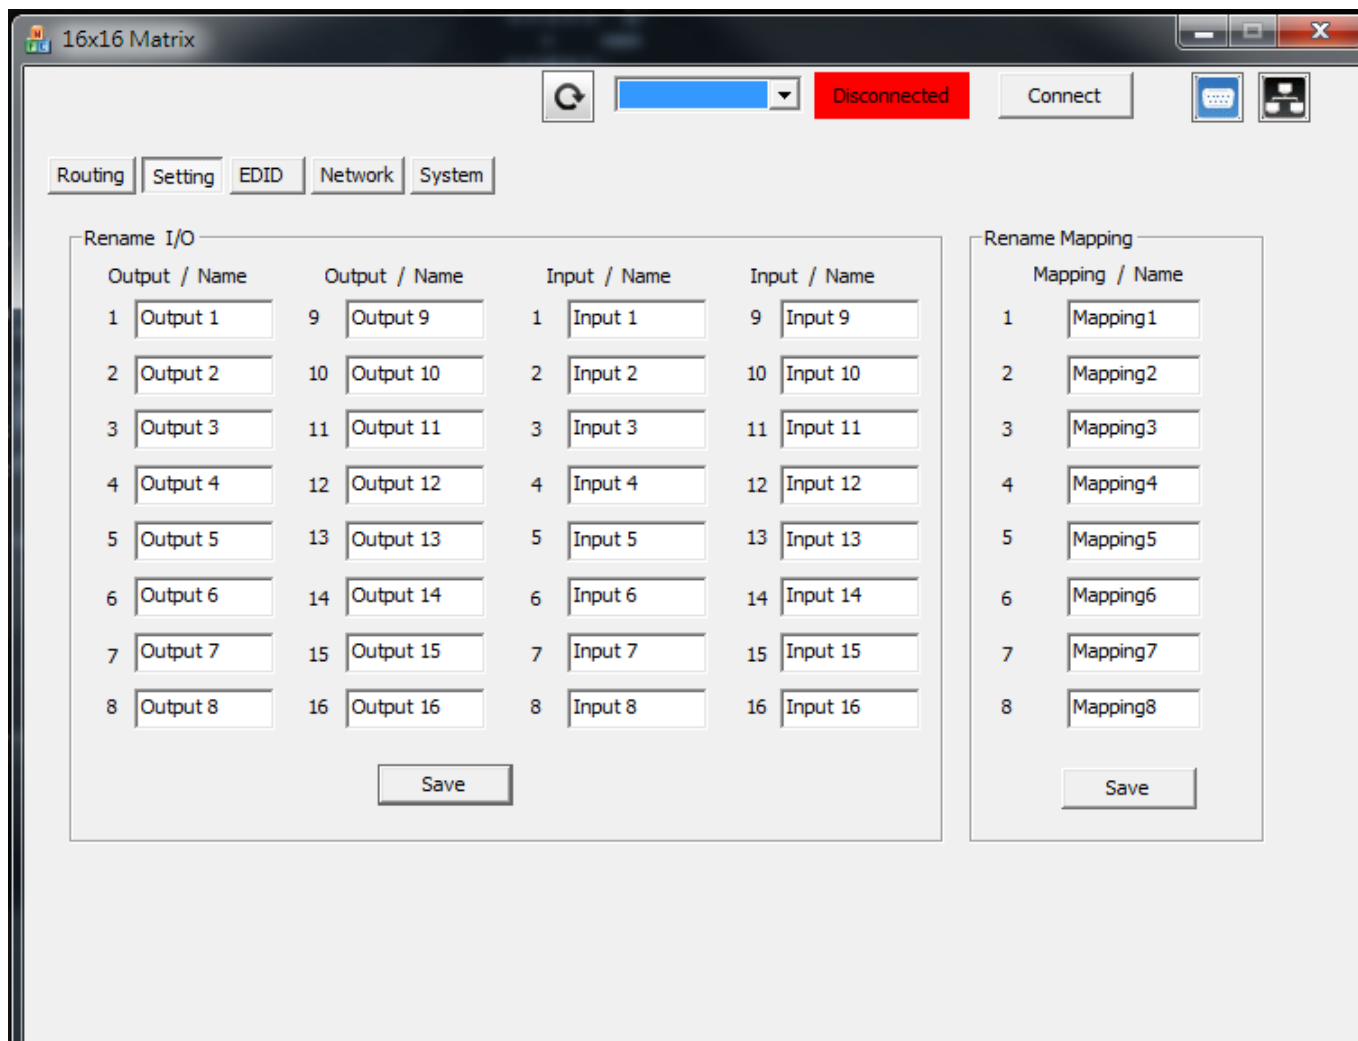 16x16 Matrix
Disconnected Connect
Routing Setting EDID Network System
Rename I/O Rename Mapping
Output / Name Output / Name Input / Name Input / Name Mapping / Name
1 Output 1 9 Output 9 1 Input 1 9 Input 9 1 Mapping1
2 Output 2 10 Output 10 2 Input 2 10 Input 10 2 Mapping2
3 Output 3 11 Output 11 3 Input 3 11 Input 11 3 Mapping3
4 Output 4 12 Output 12 4 Input 4 12 Input 12 4 Mapping4
5 Output 5 13 Output 13 5 Input 5 13 Input 13 5 Mapping5
6 Output 6 14 Output 14 6 Input 6 14 Input 14 6 Mapping6
7 Output 7 15 Output 15 7 Input 7 15 Input 15 7 Mapping7
8 Output 8 16 Output 16 8 Input 8 16 Input 16 8 Mapping8
Save Save